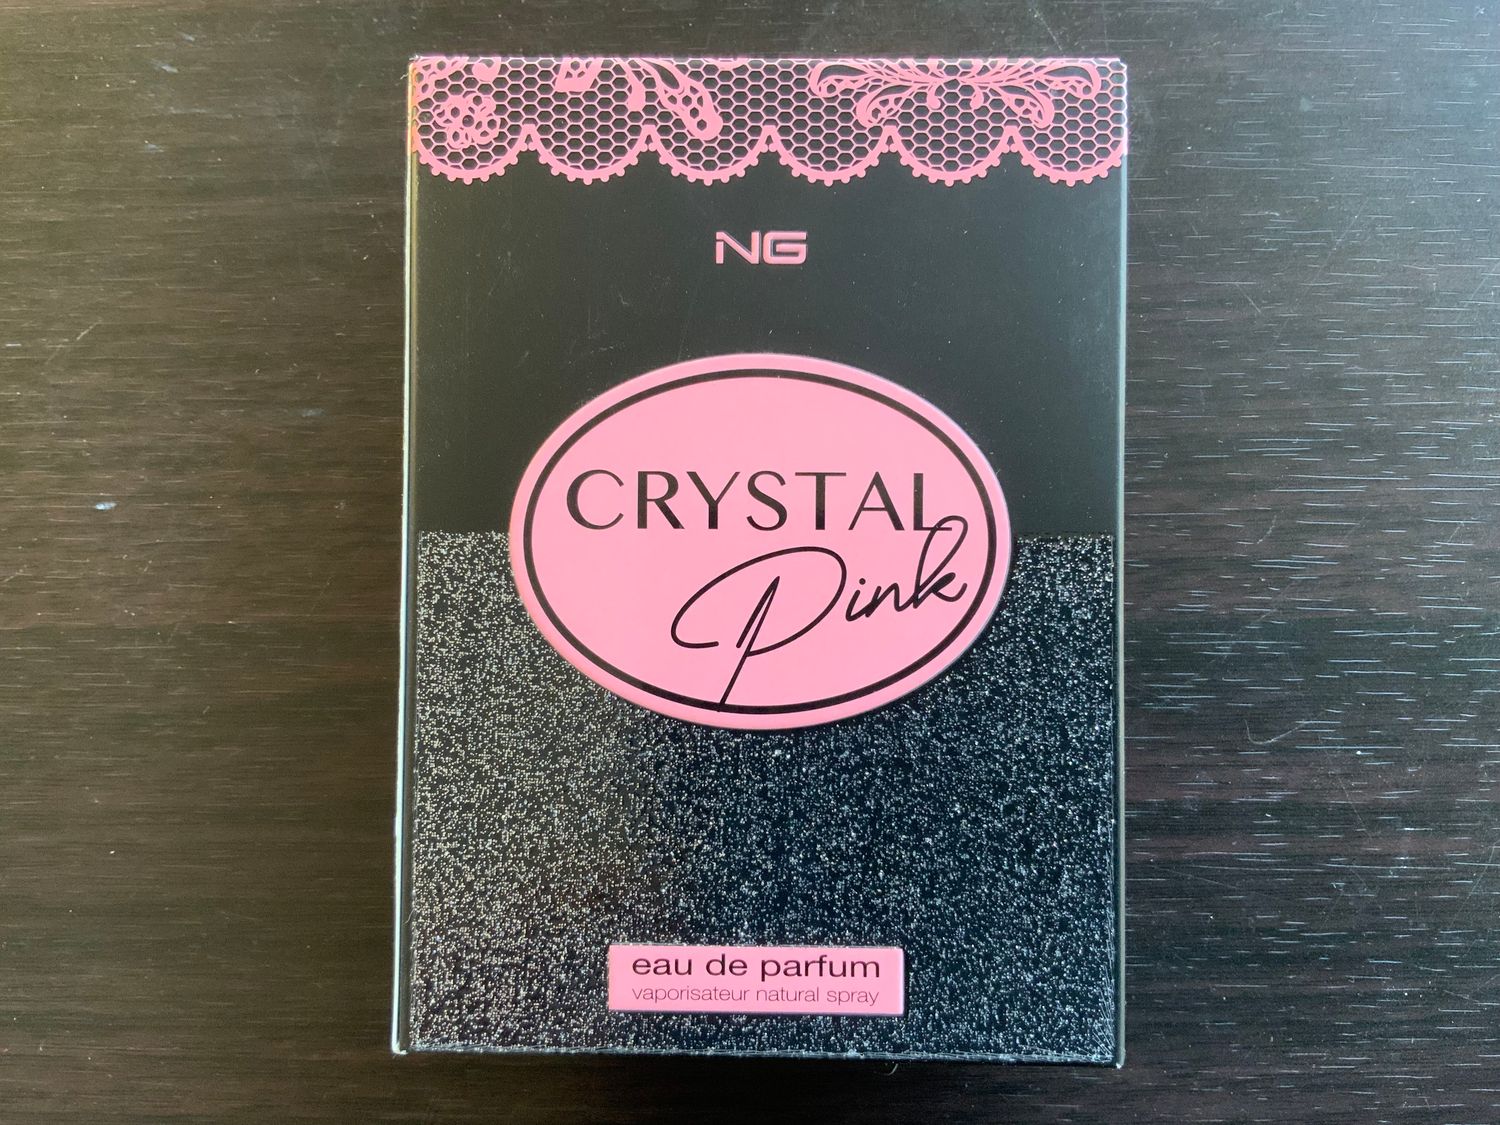 NG
CRYSTAL
Pink
eau de parfum
vaporisateur natural spray